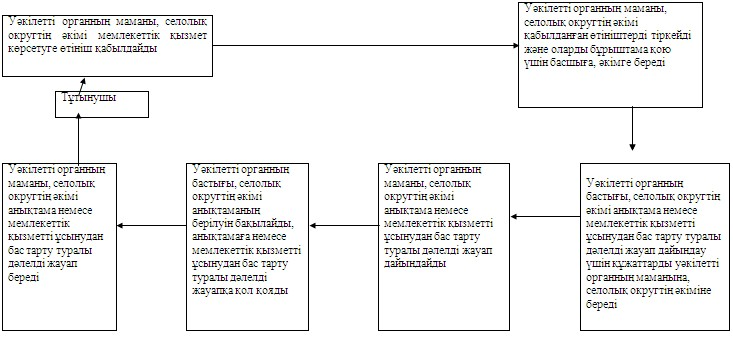 Уәкілетті органның маманы, селолық
округтің әкімі мемлекеттік қызмет
көрсетуге өтініш қабылдайды
Уәкілетті органның маманы,
селолық округтің әкімі
қабылданған өтініштерді тіркейді
және оларды бұрыштама қою
үшін басшыға, әкімге береді
Тұтынушы
Уәкілетті органның
маманы, селолық
округтің әкімі
анықтама немесе
мемлекеттік
қызметті ұсынудан
бас тарту туралы
дәлелді жауап
береді
Уәкілетті органның
бастығы, селолық
округтің әкімі
анықтаманың
берілуін бақылайды,
анықтамаға немесе
мемлекеттік қызметті
ұсынудан бас тарту
туралы дәлелді
жауапқа қол қояды
Уәкілетті органның
маманы, селолық
округтің әкімі
анықтама немесе
мемлекеттік қызметті
ұсынудан бас тарту
туралы дәлелді жауап
дайындайды
Уәкілетті органның
бастығы, селолық округтің
әкімі анықтама немесе
мемлекеттік қызметті
ұсынудан бас тарту туралы
дәлелді жауап дайындау
үшін құжаттарды уәкілетті
органның маманына,
селолық округтің әкіміне
береді